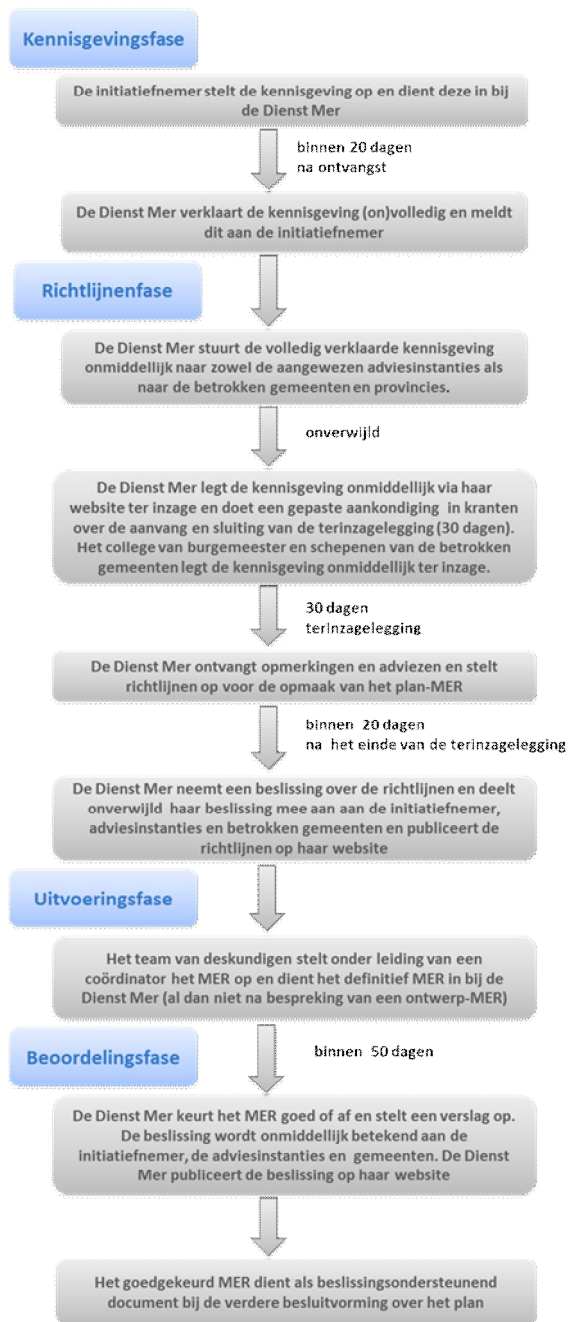 Kennisgevingsfase
De initiatiefnemer stelt de kennisgeving op en dient deze in bij
de Dienst Mer
binnen 20 dagen
na ontvangst
De Dienst Mer verklaart de kennisgeving (on)volledig en meldt
dit aan de initiatiefnemer
Richtlijnenfase
De Dienst Mer stuurt de volledig verklaarde kennisgeving
onmiddellijk naar zowel de aangewezen adviesinstanties als
naar de betrokken gemeenten en provincies.
onverwijld
De Dienst Mer legt de kennisgeving onmiddellijk via haar
website ter inzage en doet een gepaste aankondiging in kranten
over de aanvang en sluiting van de terinzagelegging (30 dagen).
Het college van burgemeester en schepenen van de betrokken
gemeenten legt de kennisgeving onmiddellijk ter inzage.
30 dagen
terinzagelegging
De Dienst Mer ontvangt opmerkingen en adviezen en stelt
richtlijnen op voor de opmaak van het plan-MER
binnen 20 dagen
na het einde van de terinzagelegging
De Dienst Mer neemt een beslissing over de richtlijnen en deelt
onverwijld haar beslissing mee aan aan de initiatiefnemer,
adviesinstanties en betrokken gemeenten en publiceert de
richtlijnen op haar website
Uitvoeringsfase
Het team van deskundigen stelt onder leiding van een
coördinator het MER op en dient het definitief MER in bij de
Dienst Mer (al dan niet na bespreking van een ontwerp-MER)
Beoordelingsfase
binnen 50 dagen
De Dienst Mer keurt het MER goed of af en stelt een verslag op.
De beslissing wordt onmiddellijk betekend aan de
initiatiefnemer, de adviesinstanties en gemeenten. De Dienst
Mer publiceert de beslissing op haar website
Het goedgekeurd MER dient als beslissingsondersteunend
document bij de verdere besluitvorming over het plan